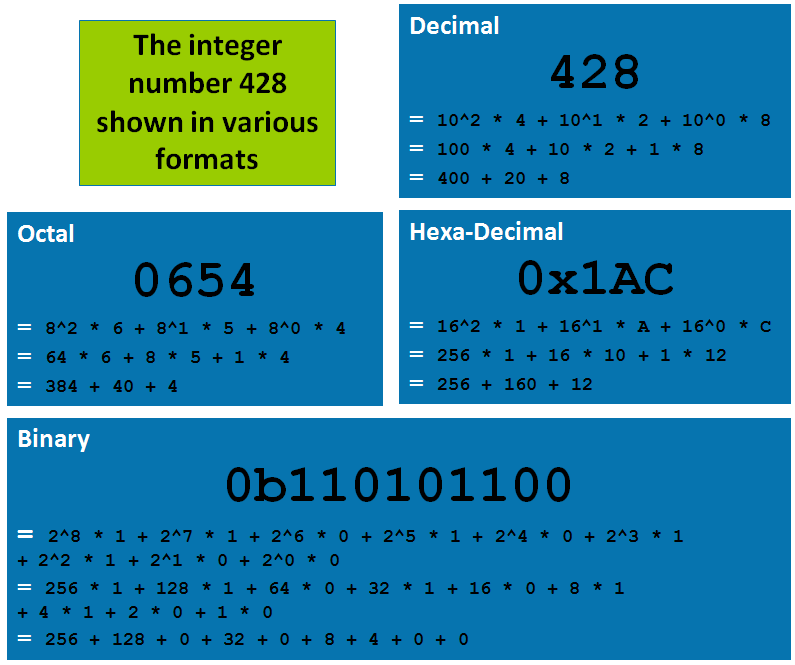 The integer
number 428
shown in various
formats
Decimal
428
= 10^2 * 4 + 10^1 * 2 + 10^0 * 8
= 100 * 4 + 10 * 2 + 1 * 8
= 400 + 20 + 8
Octal
0654
= 8^2 * 6 + 8^1 * 5 + 8^0 * 4
= 64 * 6 + 8 * 5 + 1 * 4
= 384 + 40 + 4
Hexa-Decimal
0x1AC
= 16^2 * 1 + 16^1 * A + 16^0 * C
= 256 * 1 + 16 * 10 + 1 * 12
= 256 + 160 + 12
Binary
0b110101100
= 2^8 * 1 + 2^7 * 1 + 2^6 * 0 + 2^5 * 1 + 2^4 * 0 + 2^3 * 1
+ 2^2 * 1 + 2^1 * 0 + 2^0 * 0
= 256 * 1 + 128 * 1 + 64 * 0 + 32 * 1 + 16 * 0 + 8 * 1
+ 4 * 1 + 2 * 0 + 1 * 0
= 256 + 128 + 0 + 32 + 0 + 8 + 4 + 0 + 0